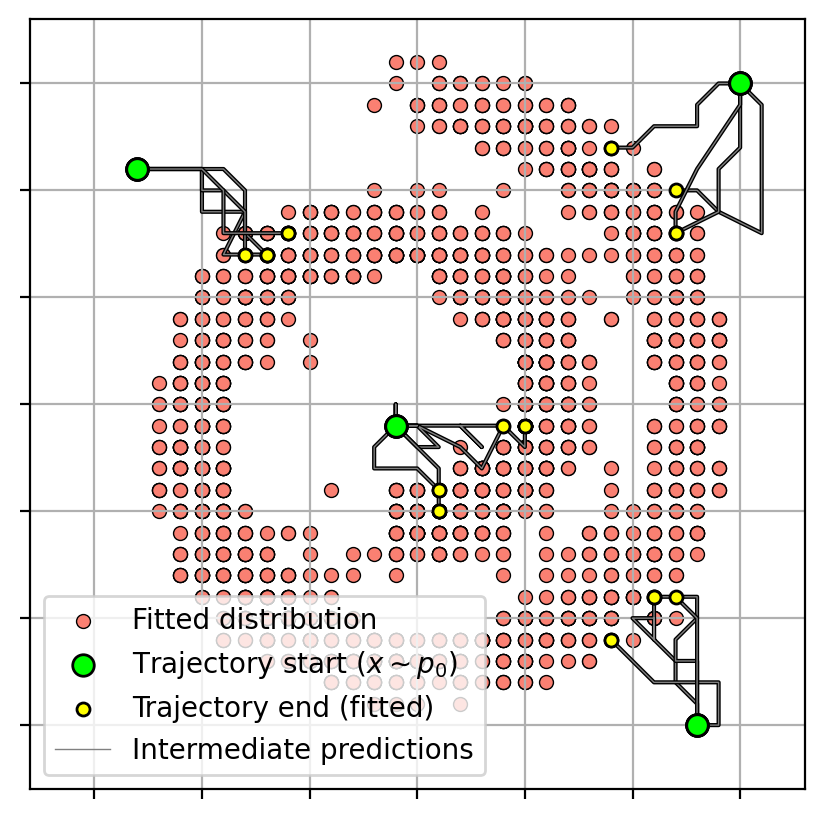 Fitted distribution
Trajectory start (x ~ p₀)
Trajectory end (fitted)
Intermediate predictions